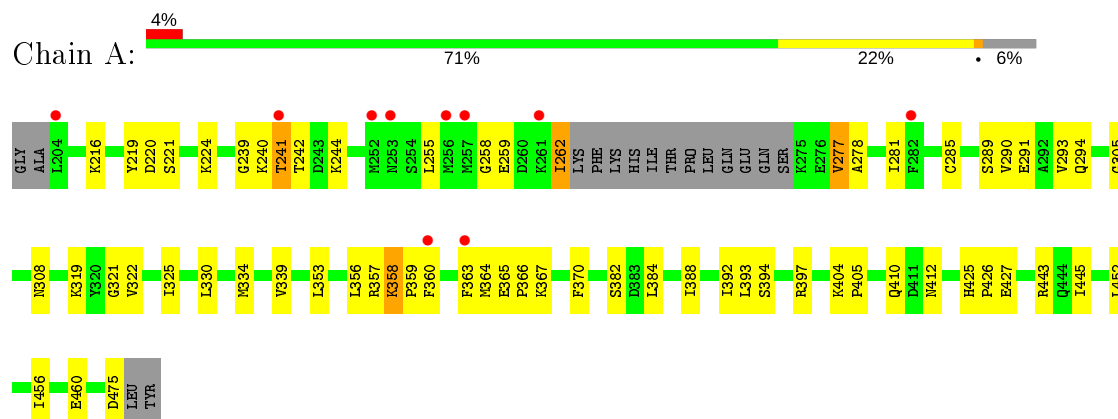 4%
Chain A:
71% 22% • 6%
GLY ALA L204 K216 Y219 D220 S221 K224 G239 K240 T241 T242 D243 K244 M252 N253 S254 L255 M256 M257 G258 E259 D260 K261 I262 LYS PHE LYS HIS ILE THR PRO LEU GLN GLU GLN SER K275 E276 V277 A278 I281 F282 C285 S289 V290 E291 A292 V293 Q294
N308 K319 Y320 G321 V322 I325 L330 M334 V339 L353 L356 R357 K358 P359 F360 F363 M364 E365 P366 K367 F370 S382 D383 L384 I388 I392 L393 S394 R397 K404 P405 Q410 D411 N412 H425 P426 E427 R443 Q444 I445
I456 E460 D475 LEU TYR